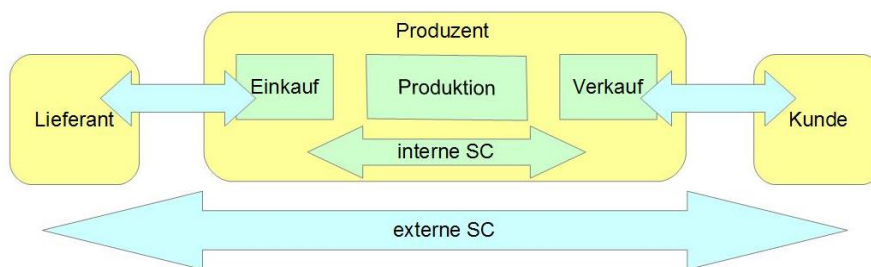 Produzent
Einkauf
Produktion
Verkauf
Lieferant
Kunde
interne SC
externe SC